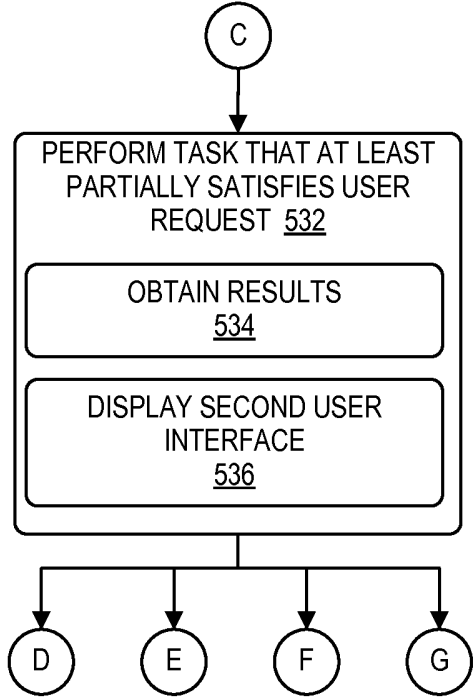 C
PERFORM TASK THAT AT LEAST
PARTIALLY SATISFIES USER
REQUEST 532
OBTAIN RESULTS
534
DISPLAY SECOND USER
INTERFACE
536
D E F G